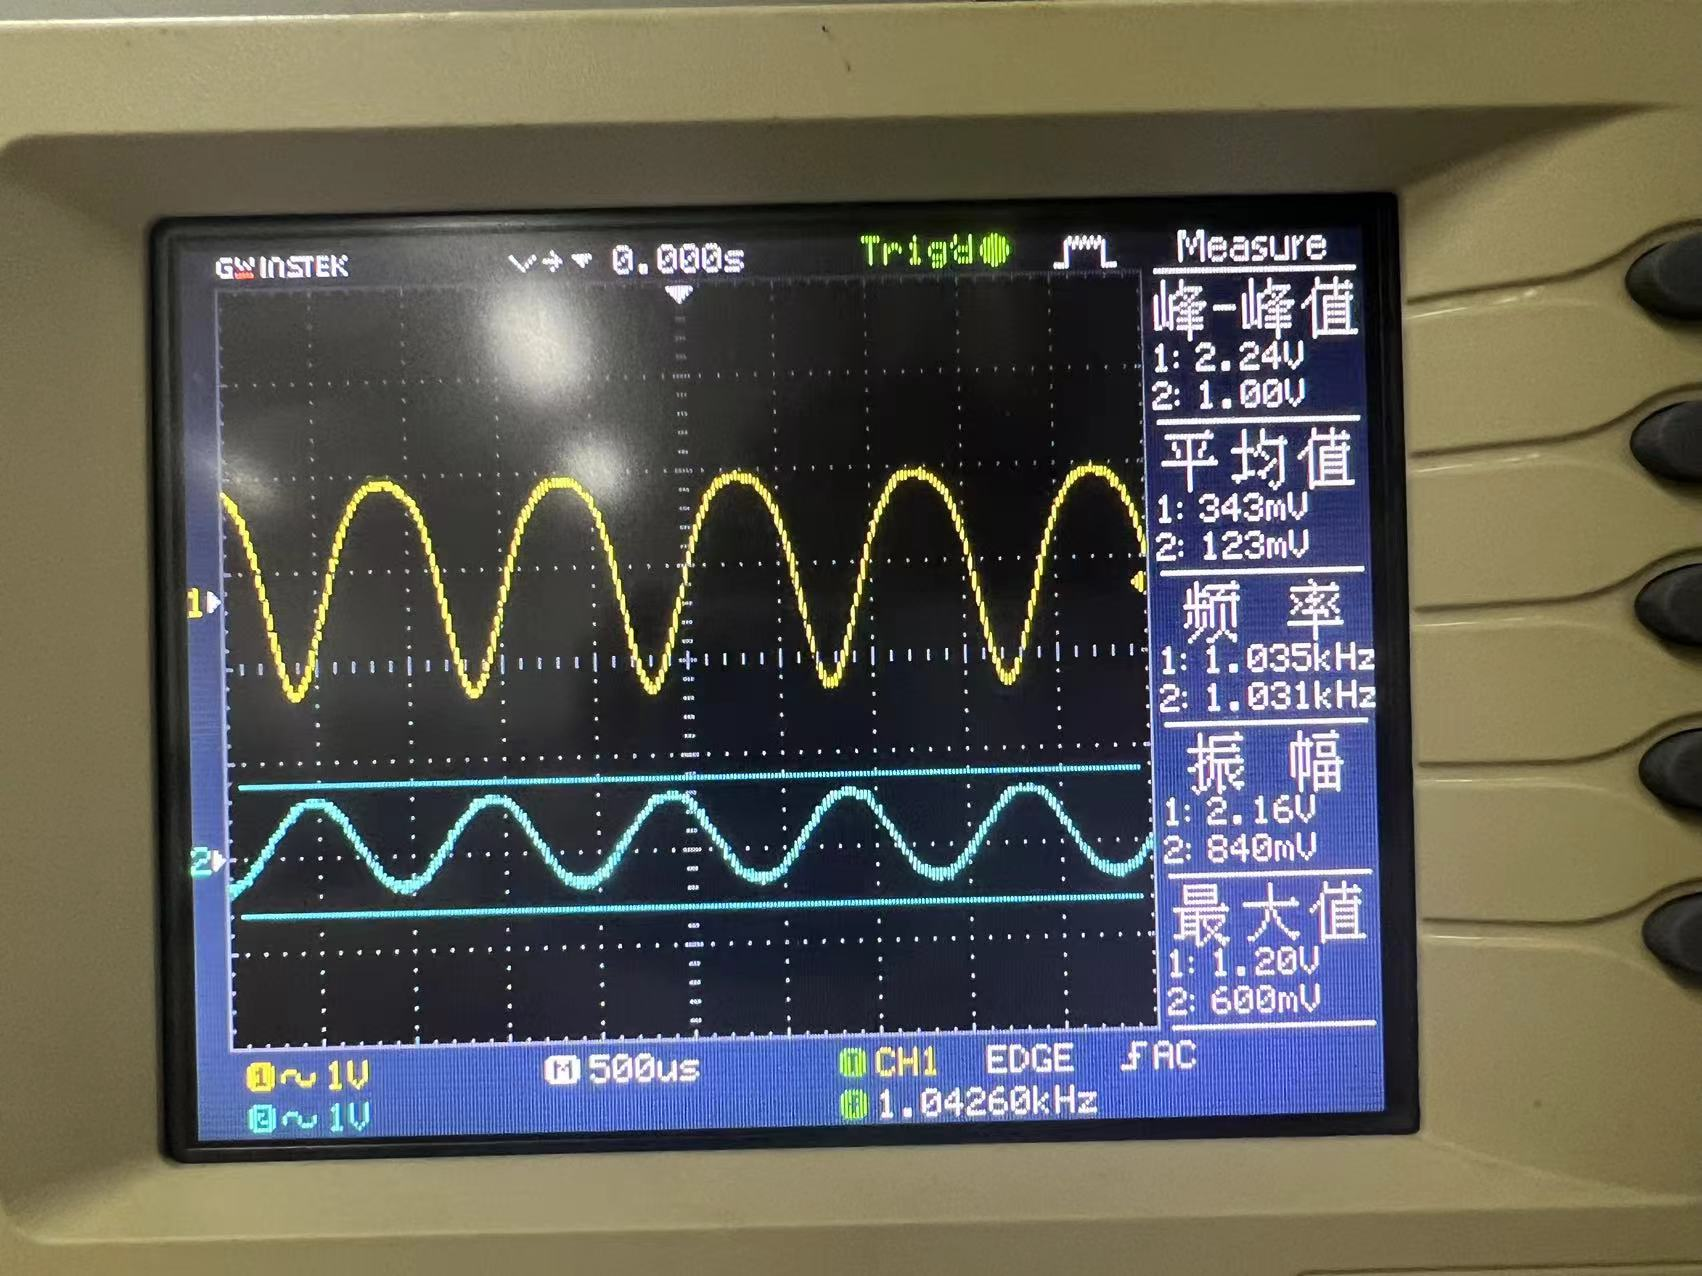 GW INSTEK 0.000s Trig'd Measure
峰-峰值
1: 2.24V
2: 1.00V
平均值
1: 343mV
2: 123mV
频 率
1: 1.035kHz
2: 1.031kHz
振 幅
1: 2.16V
2: 840mV
最大值
1: 1.20V
2: 600mV
1
2
1 1V M 500us CH1 EDGE AC
2 1V 1.04260kHz